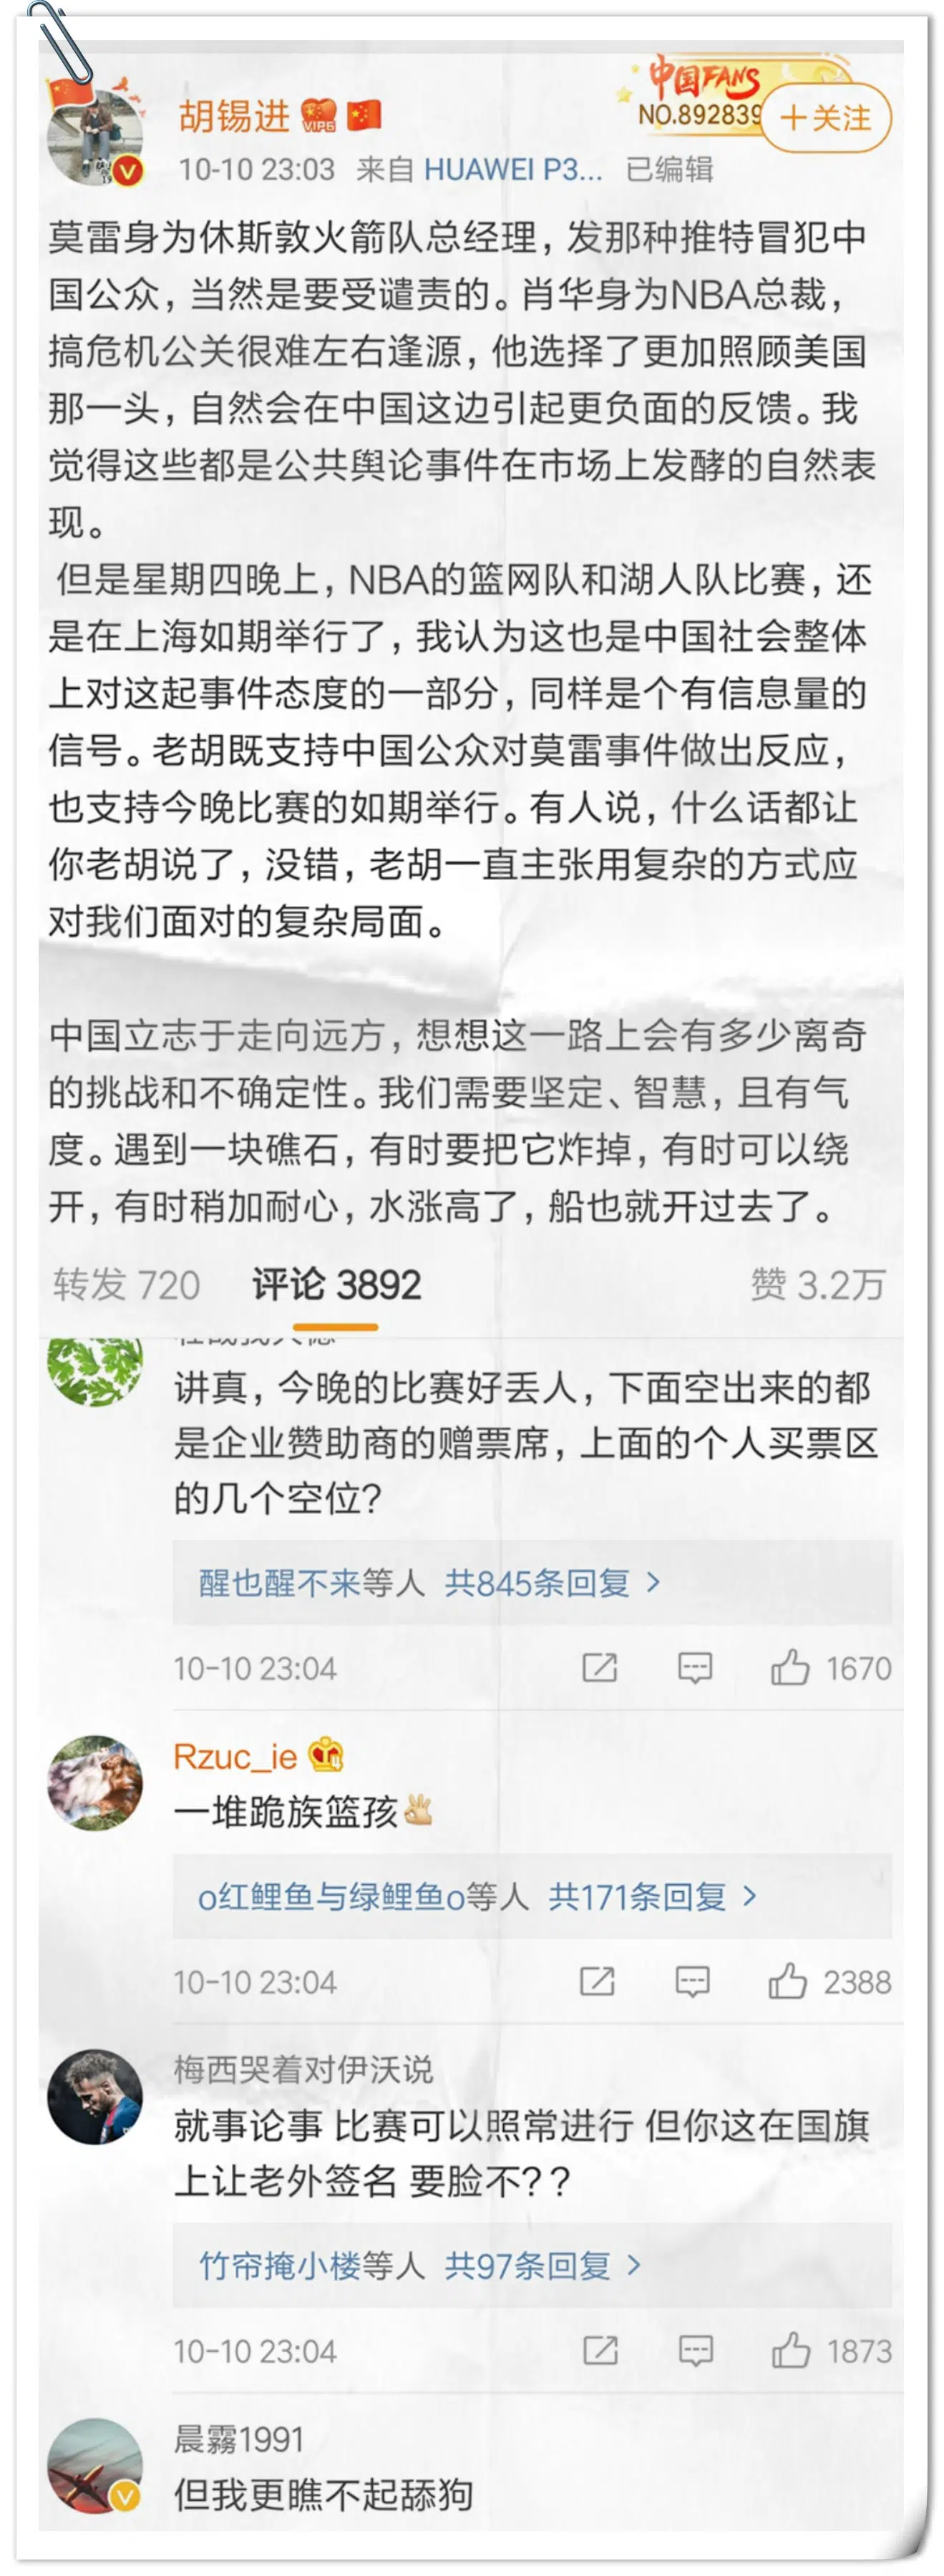 中国FANS
NO.892839
胡锡进
VIP6
十关注
10-10 23:03 来自 HUAWEI P3... 已编辑
莫雷身为休斯敦火箭队总经理，发那种推特冒犯中
国公众，当然是要受谴责的。肖华身为NBA总裁，
搞危机公关很难左右逢源，他选择了更加照顾美国
那一头，自然会在中国这边引起更负面的反馈。我
觉得这些都是公共舆论事件在市场上发酵的自然表
现。
但是星期四晚上，NBA的篮网队和湖人队比赛，还
是在上海如期举行了，我认为这也是中国社会整体
上对这起事件态度的一部分，同样是个有信息量的
信号。老胡既支持中国公众对莫雷事件做出反应，
也支持今晚比赛的如期举行。有人说，什么话都让
你老胡说了，没错，老胡一直主张用复杂的方式应
对我们面对的复杂局面。
中国立志于走向远方，想想这一路上会有多少离奇
的挑战和不确定性。我们需要坚定、智慧，且有气
度。遇到一块礁石，有时要把它炸掉，有时可以绕
开，有时稍加耐心，水涨高了，船也就开过去了。
转发 720 评论 3892 赞 3.2万
讲真，今晚的比赛好丢人，下面空出来的都
是企业赞助商的赠票席，上面的个人买票区
的几个空位?
醒也醒不来等人 共845条回复 >
10-10 23:04 1670
Rzuc_ie
一堆跪族篮孩👌
o红鲤鱼与绿鲤鱼o等人 共171条回复 >
10-10 23:04 2388
梅西哭着对伊沃说
就事论事 比赛可以照常进行 但你这在国旗
上让老外签名 要脸不? ?
竹帘掩小楼等人 共97条回复 >
10-10 23:04 1873
晨霧1991
但我更瞧不起舔狗